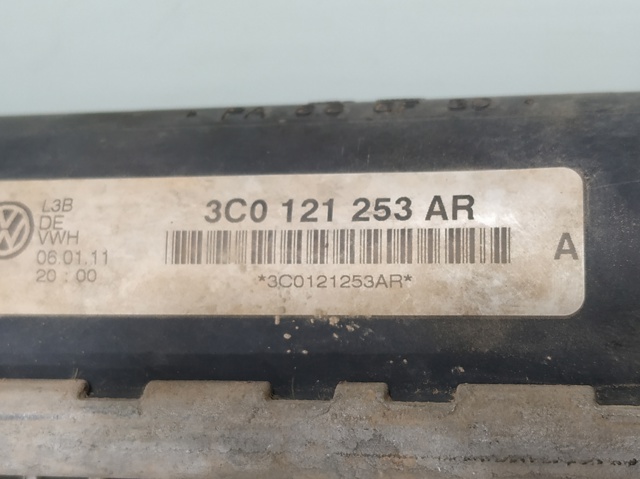 L3B
DE
VWH
06.01.11
20 : 00
3C0 121 253 AR
*3C0121253AR*
A